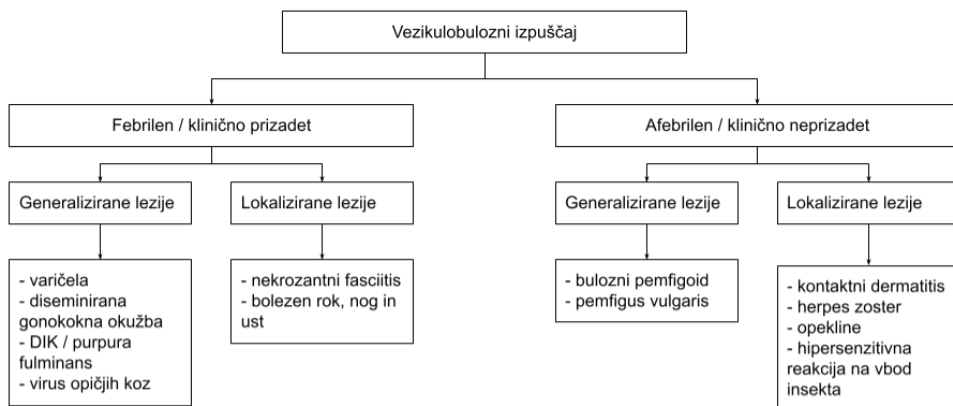 Vezikulobulozni izpuščaj
Febrilen / klinično prizadet
Afebrilen / klinično neprizadet
Generalizirane lezije
Lokalizirane lezije
Generalizirane lezije
Lokalizirane lezije
- varičela
- diseminirana
gonokokna okužba
- DIK / purpura
fulminans
- virus opičjih koz
- nekrozantni fasciitis
- bolezen rok, nog in
ust
- bulozni pemfigoid
- pemfigus vulgaris
- kontaktni dermatitis
- herpes zoster
- opekline
- hipersenzitivna
reakcija na vbod
insekta